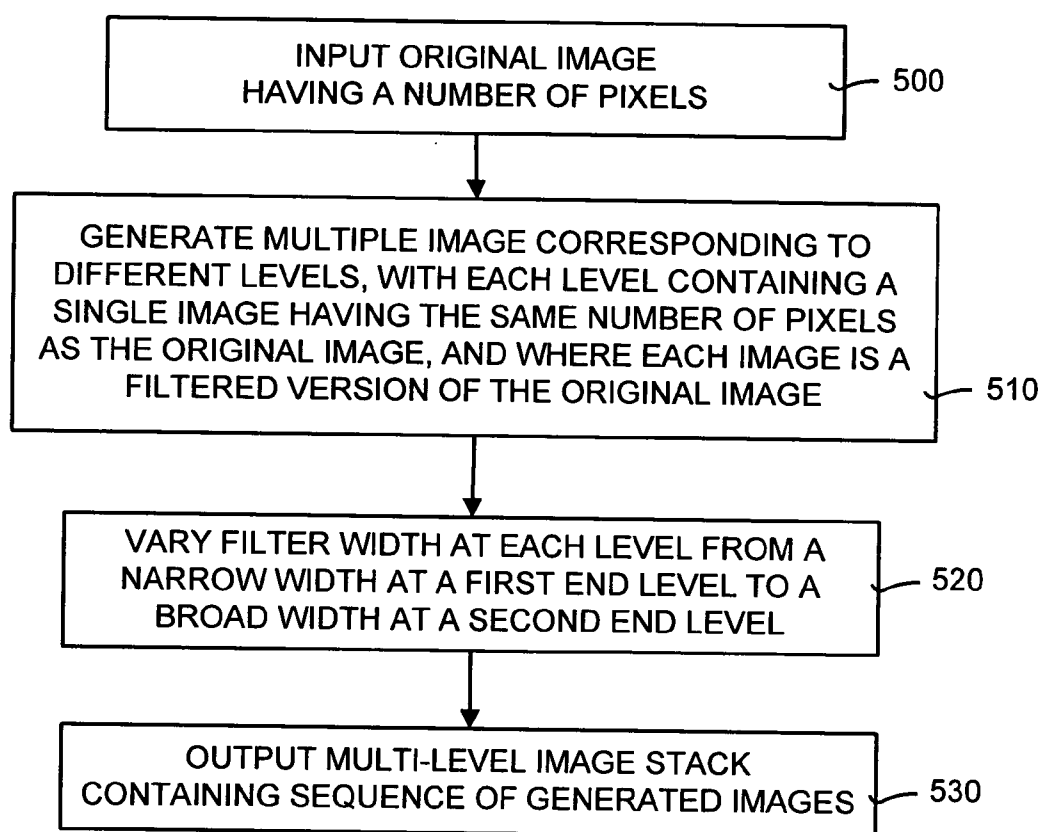 INPUT ORIGINAL IMAGE
HAVING A NUMBER OF PIXELS
500
GENERATE MULTIPLE IMAGE CORRESPONDING TO
DIFFERENT LEVELS, WITH EACH LEVEL CONTAINING A
SINGLE IMAGE HAVING THE SAME NUMBER OF PIXELS
AS THE ORIGINAL IMAGE, AND WHERE EACH IMAGE IS A
FILTERED VERSION OF THE ORIGINAL IMAGE
510
VARY FILTER WIDTH AT EACH LEVEL FROM A
NARROW WIDTH AT A FIRST END LEVEL TO A
BROAD WIDTH AT A SECOND END LEVEL
520
OUTPUT MULTI-LEVEL IMAGE STACK
CONTAINING SEQUENCE OF GENERATED IMAGES
530